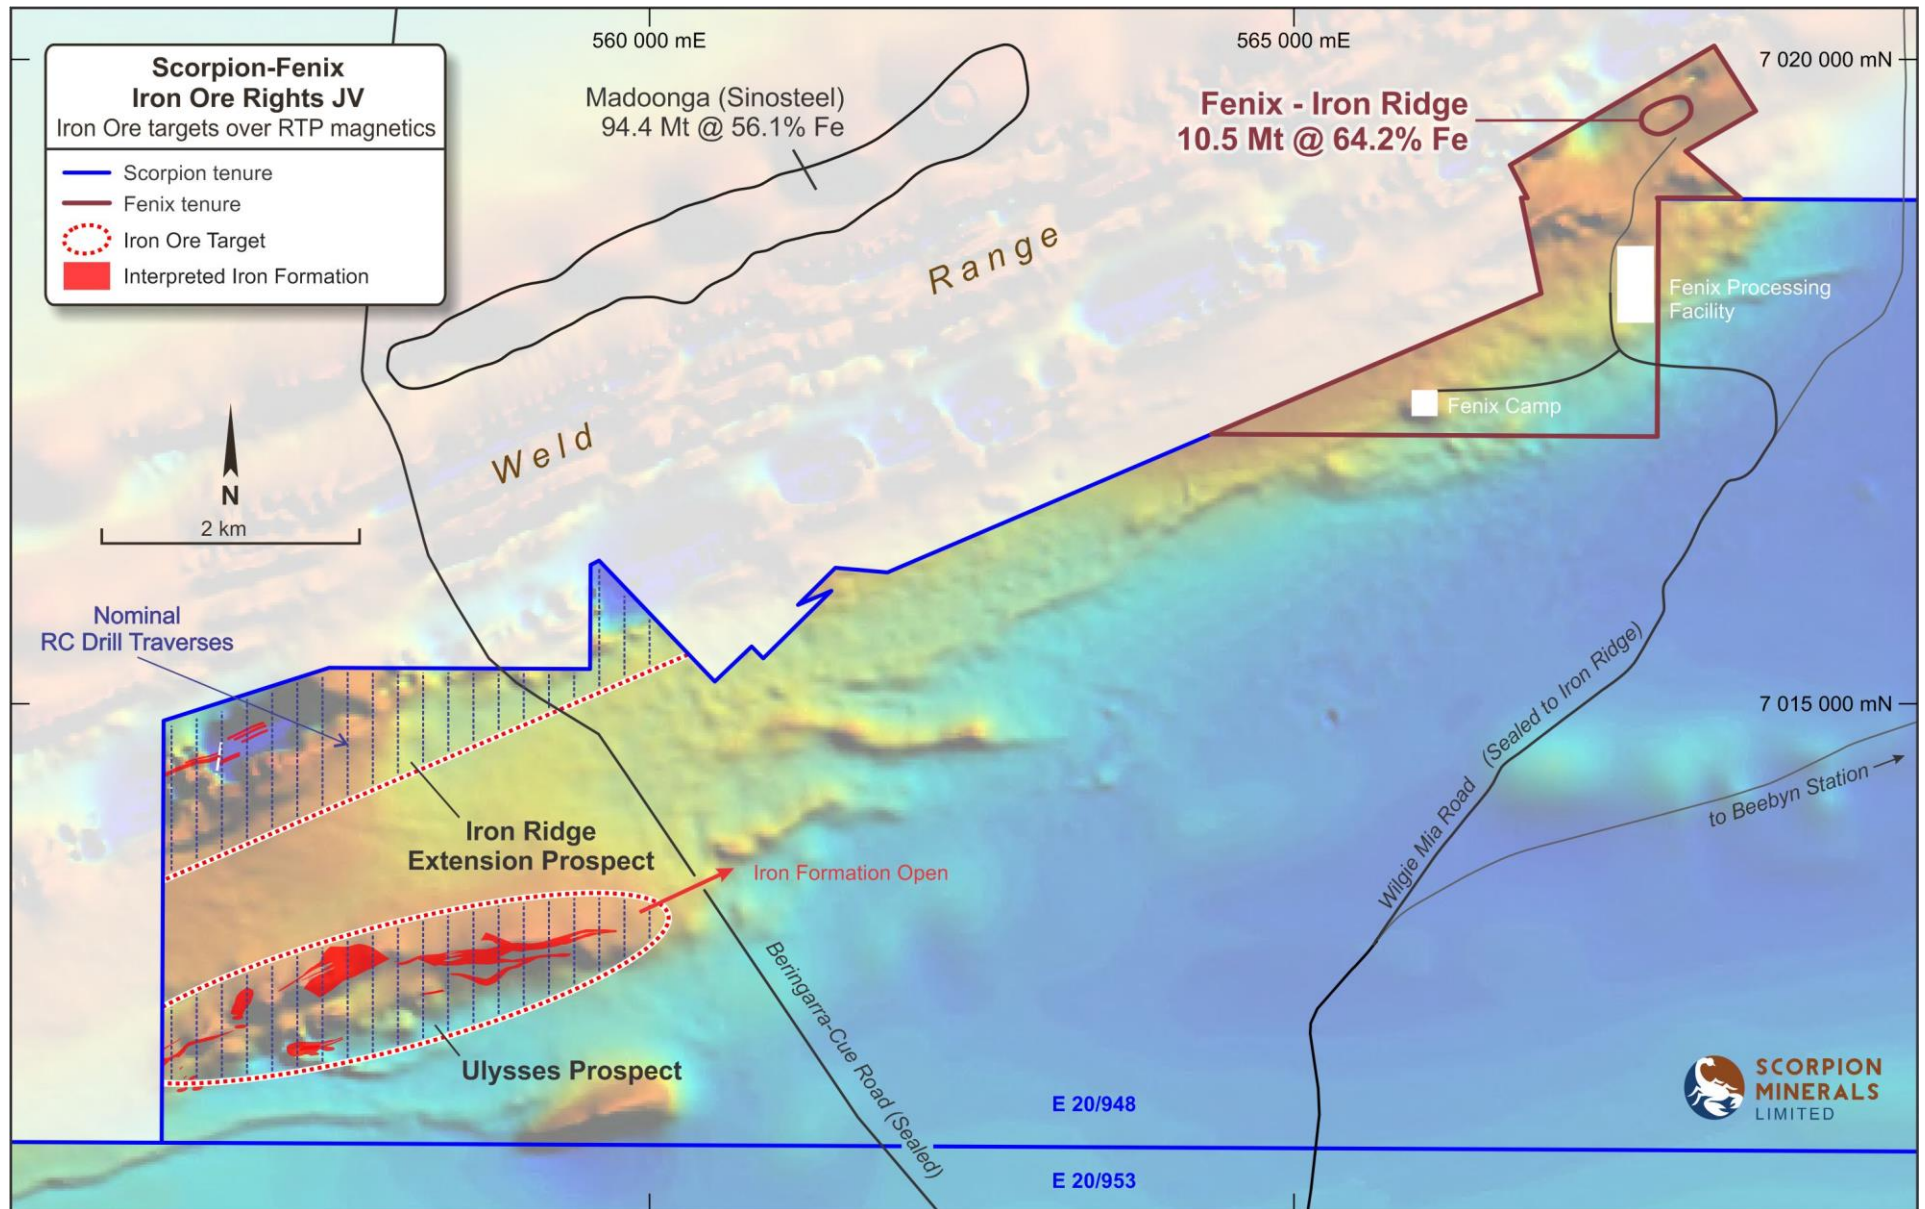 560 000 mE
565 000 mE
7 020 000 mN
Scorpion-Fenix
Iron Ore Rights JV
Iron Ore targets over RTP magnetics
Scorpion tenure
Fenix tenure
Iron Ore Target
Interpreted Iron Formation
Madoonga (Sinosteel)
94.4 Mt @ 56.1% Fe
Fenix - Iron Ridge
10.5 Mt @ 64.2% Fe
Weld Range
Fenix Processing
Facility
Fenix Camp
N
2 km
Nominal
RC Drill Traverses
7 015 000 mN
Wilgie Mia Road (Sealed to Iron Ridge)
to Beebyn Station
Iron Ridge
Extension Prospect
Iron Formation Open
Beringarra-Cue Road (Sealed)
Ulysses Prospect
E 20/948
E 20/953
SCORPION
MINERALS
LIMITED